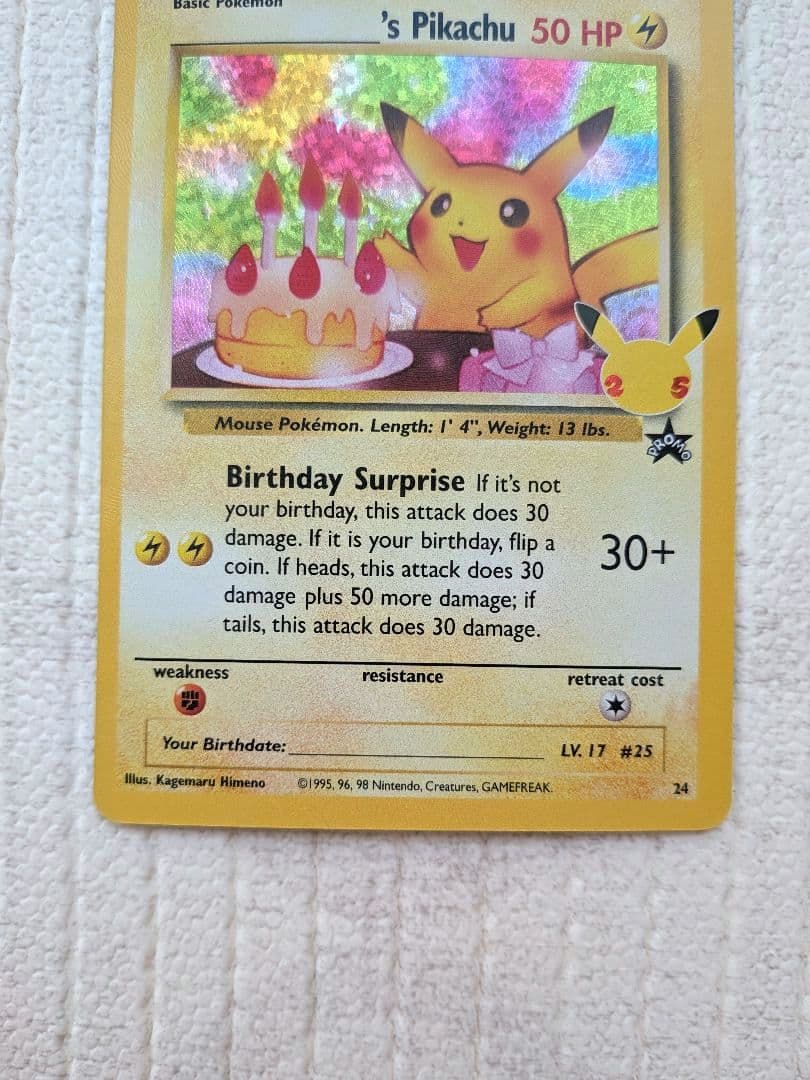 Basic Pokémon
's Pikachu 50 HP
2 5
Mouse Pokémon. Length: 1' 4", Weight: 13 lbs.
PROMO
Birthday Surprise If it's not
your birthday, this attack does 30
damage. If it is your birthday, flip a
coin. If heads, this attack does 30
damage plus 50 more damage; if
tails, this attack does 30 damage.
30+
weakness resistance retreat cost
Your Birthdate: LV. 17 #25
Illus. Kagemaru Himeno ©1995, 96, 98 Nintendo, Creatures, GAMEFREAK. 24